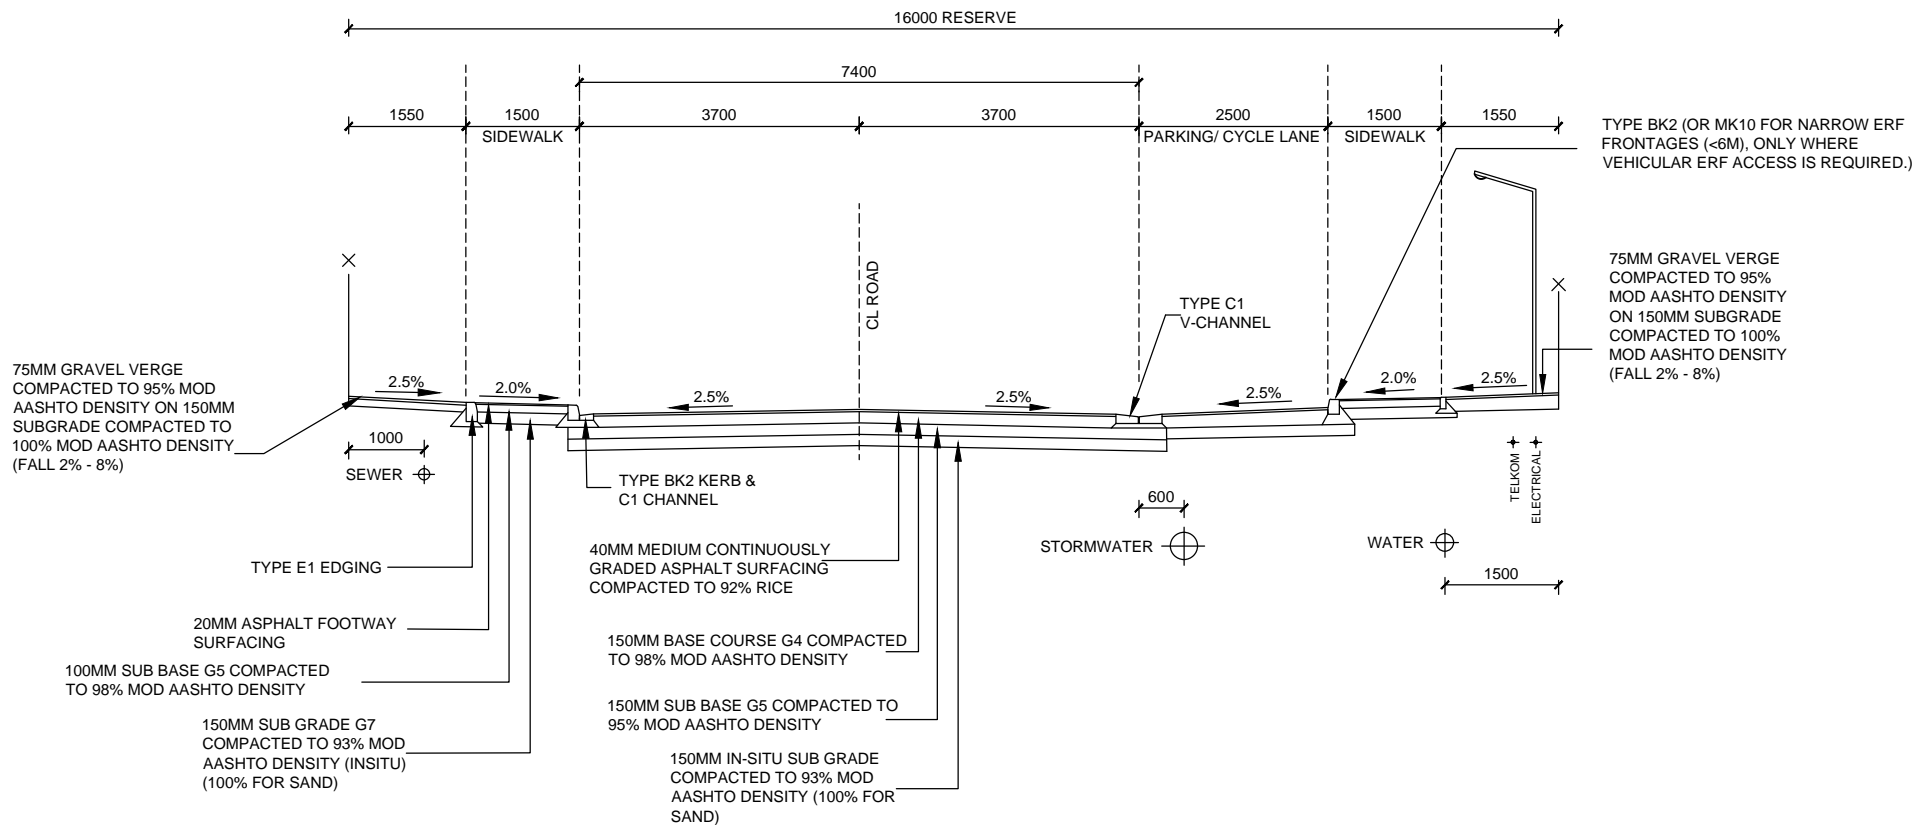 16000 RESERVE
7400
1550
1500
3700
3700
2500
1500
1550
SIDEWALK
PARKING/ CYCLE LANE
SIDEWALK
TYPE BK2 (OR MK10 FOR NARROW ERF
FRONTAGES (<6M), ONLY WHERE
VEHICULAR ERF ACCESS IS REQUIRED.)
CL ROAD
TYPE C1
V-CHANNEL
75MM GRAVEL VERGE
COMPACTED TO 95%
MOD AASHTO DENSITY
ON 150MM SUBGRADE
COMPACTED TO 100%
MOD AASHTO DENSITY
(FALL 2% - 8%)
75MM GRAVEL VERGE
COMPACTED TO 95% MOD
AASHTO DENSITY ON 150MM
SUBGRADE COMPACTED TO
100% MOD AASHTO DENSITY
(FALL 2% - 8%)
2.5%
2.0%
2.5%
2.5%
2.5%
2.0%
2.5%
1000
SEWER
TYPE BK2 KERB &
C1 CHANNEL
600
STORMWATER
WATER
TELKOM
ELECTRICAL
1500
TYPE E1 EDGING
40MM MEDIUM CONTINUOUSLY
GRADED ASPHALT SURFACING
COMPACTED TO 92% RICE
20MM ASPHALT FOOTWAY
SURFACING
150MM BASE COURSE G4 COMPACTED
TO 98% MOD AASHTO DENSITY
100MM SUB BASE G5 COMPACTED
TO 98% MOD AASHTO DENSITY
150MM SUB BASE G5 COMPACTED TO
95% MOD AASHTO DENSITY
150MM SUB GRADE G7
COMPACTED TO 93% MOD
AASHTO DENSITY (INSITU)
(100% FOR SAND)
150MM IN-SITU SUB GRADE
COMPACTED TO 93% MOD
AASHTO DENSITY (100% FOR
SAND)